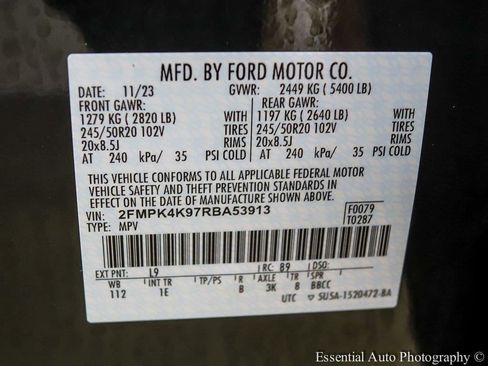 MFD. BY FORD MOTOR CO.
DATE: 11/23 GVWR: 2449 KG ( 5400 LB)
FRONT GAWR: REAR GAWR:
1279 KG ( 2820 LB) WITH 1197 KG ( 2640 LB) WITH
245/50R20 102V TIRES 245/50R20 102V TIRES
20x8.5J RIMS 20x8.5J RIMS
AT 240 kPa/ 35 PSI COLD AT 240 kPa/ 35 PSI COLD
THIS VEHICLE CONFORMS TO ALL APPLICABLE FEDERAL MOTOR
VEHICLE SAFETY AND THEFT PREVENTION STANDARDS IN
EFFECT ON THE DATE OF MANUFACTURE SHOWN ABOVE.
VIN: 2FMPK4K97RBA53913 F0079
TYPE: MPV T0287
EXT PNT: L9 RC: B9 DSO:
WB INT TR TP/PS R AXLE TR SPR
112 1E B 3K 8 BBCC
UTC SU5A-1520472-BA
Essential Auto Photography ©